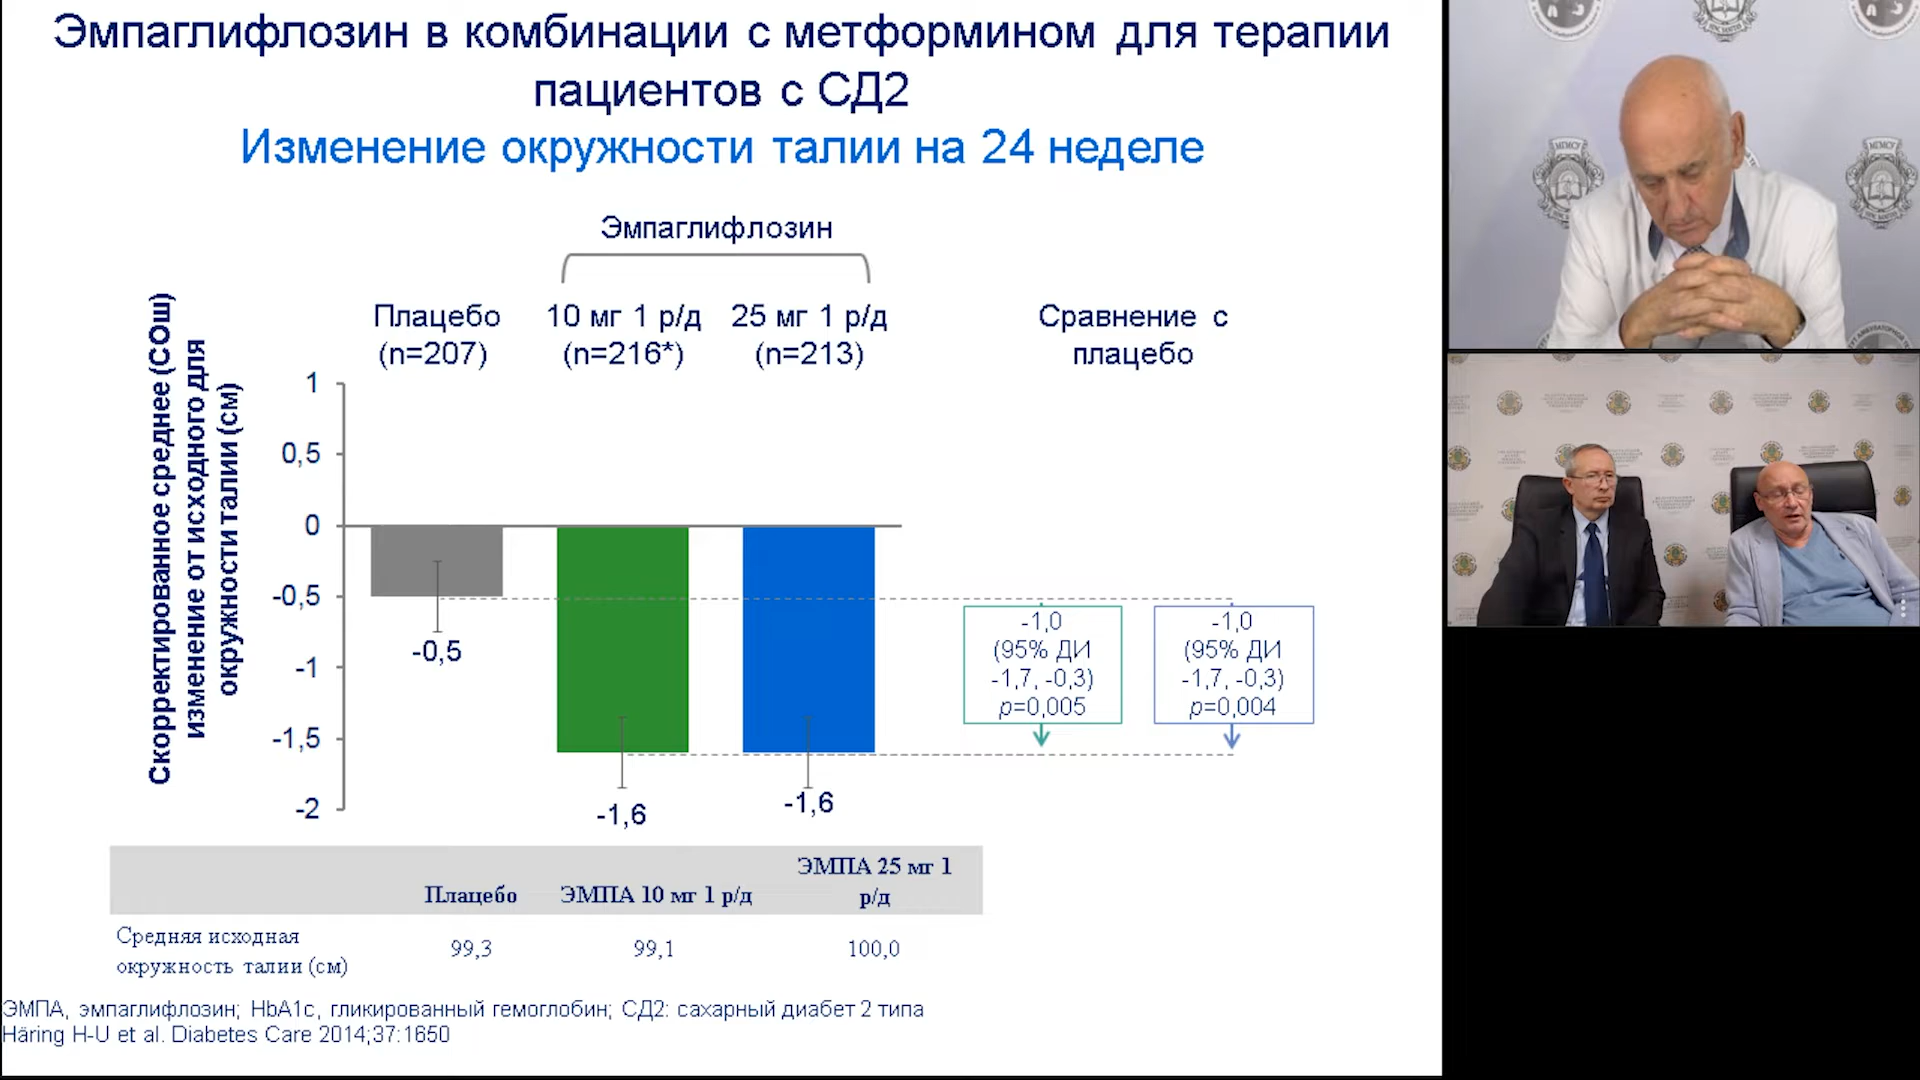 Эмпаглифлозин в комбинации с метформином для терапии
пациентов с СД2
Изменение окружности талии на 24 неделе
Эмпаглифлозин
Плацебо
(n=207)
10 мг 1 р/д
(n=216*)
25 мг 1 р/д
(n=213)
Сравнение с
плацебо
Скорректированное среднее (СОш)
изменение от исходного для
окружности талии (см)
1
0,5
0
-0,5
-1
-1,5
-2
-0,5
-1,6
-1,6
-1,0
(95% ДИ
-1,7, -0,3)
p=0,005
-1,0
(95% ДИ
-1,7, -0,3)
p=0,004
Плацебо
ЭМПА 10 мг 1 р/д
ЭМПА 25 мг 1
р/д
Средняя исходная
окружность талии (см)
99,3
99,1
100,0
ЭМПА, эмпаглифлозин; HbA1c, гликированный гемоглобин; СД2: сахарный диабет 2 типа
Häring H-U et al. Diabetes Care 2014;37:1650
МГМСУ
МГМСУ